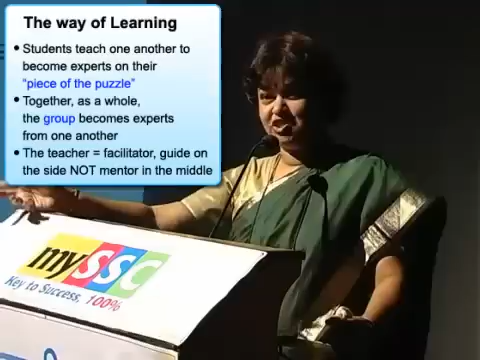 The way of Learning
• Students teach one another to
become experts on their
"piece of the puzzle"
• Together, as a whole,
the group becomes experts
from one another
• The teacher = facilitator, guide on
the side NOT mentor in the middle
mySSC
Key to Success, 100%